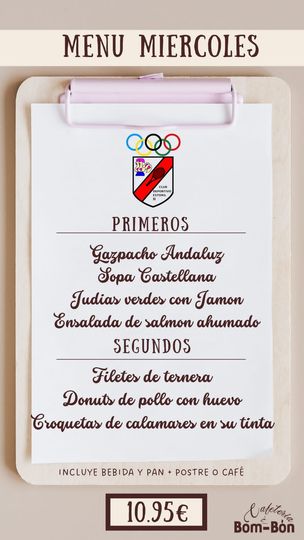 MENU MIERCOLES
CLUB
DEPORTIVO
PRIMEROS
Gazpacho Andaluz
Sopa Castellana
Judias verdes con Jamon
Ensalada de salmon ahumado
SEGUNDOS
Filetes de ternera
Donuts de pollo con huevo
Croquetas de calamares en su tinta
INCLUYE BEBIDA Y PAN + POSTRE O CAFÉ
10.95€
Cafetería
Bom-Bón